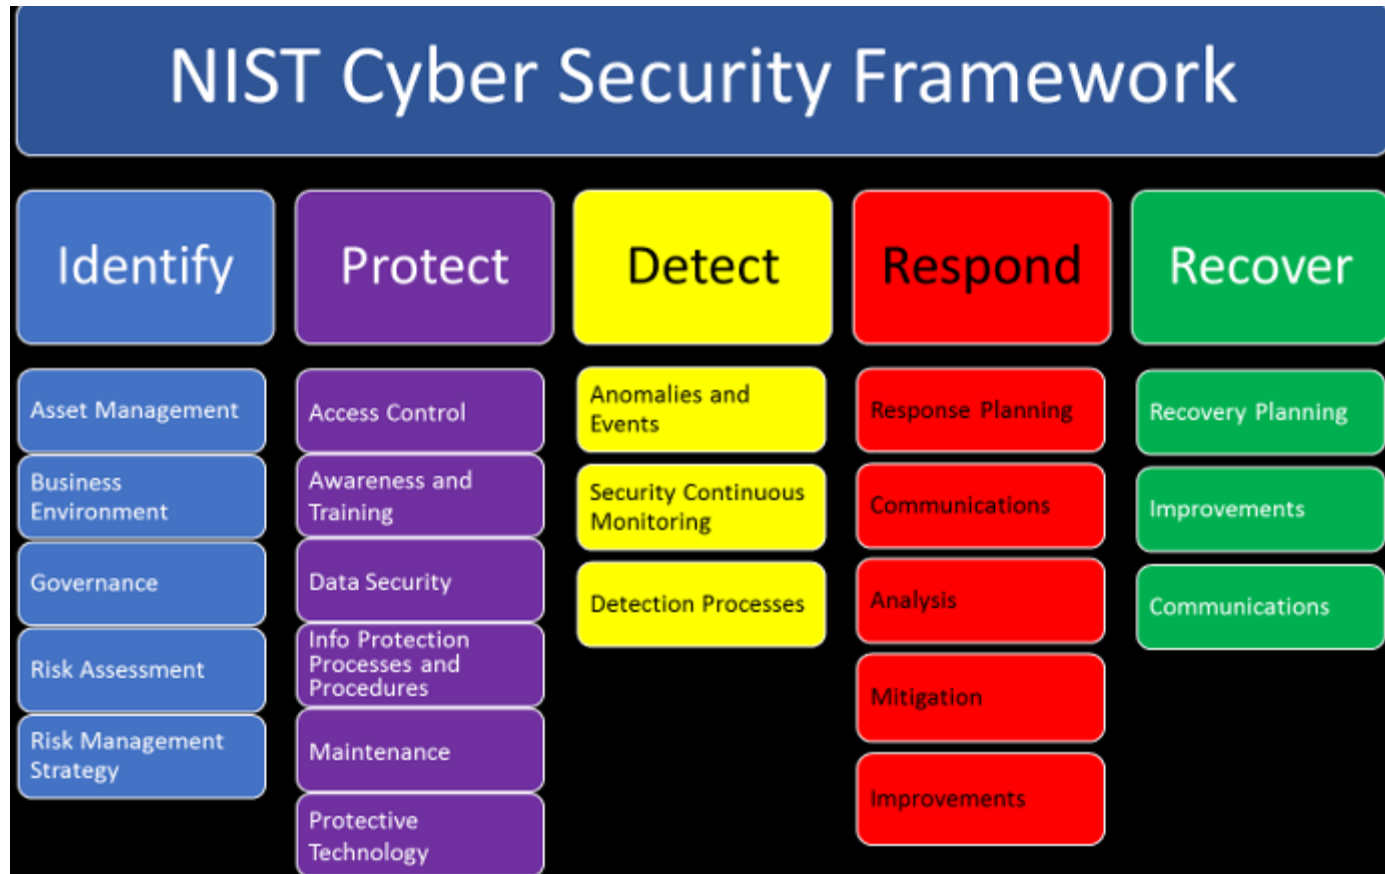 NIST Cyber Security Framework
Identify
Protect
Detect
Respond
Recover
Asset Management
Business
Environment
Governance
Risk Assessment
Risk Management
Strategy
Access Control
Awareness and
Training
Data Security
Info Protection
Processes and
Procedures
Maintenance
Protective
Technology
Anomalies and
Events
Security Continuous
Monitoring
Detection Processes
Response Planning
Communications
Analysis
Mitigation
Improvements
Recovery Planning
Improvements
Communications